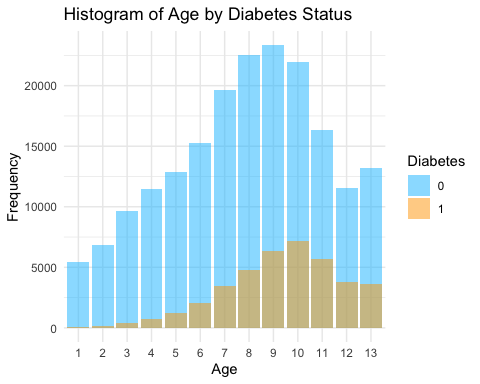 Histogram of Age by Diabetes Status
Frequency
20000
15000
10000
5000
0
1 2 3 4 5 6 7 8 9 10 11 12 13
Age
Diabetes
0
1